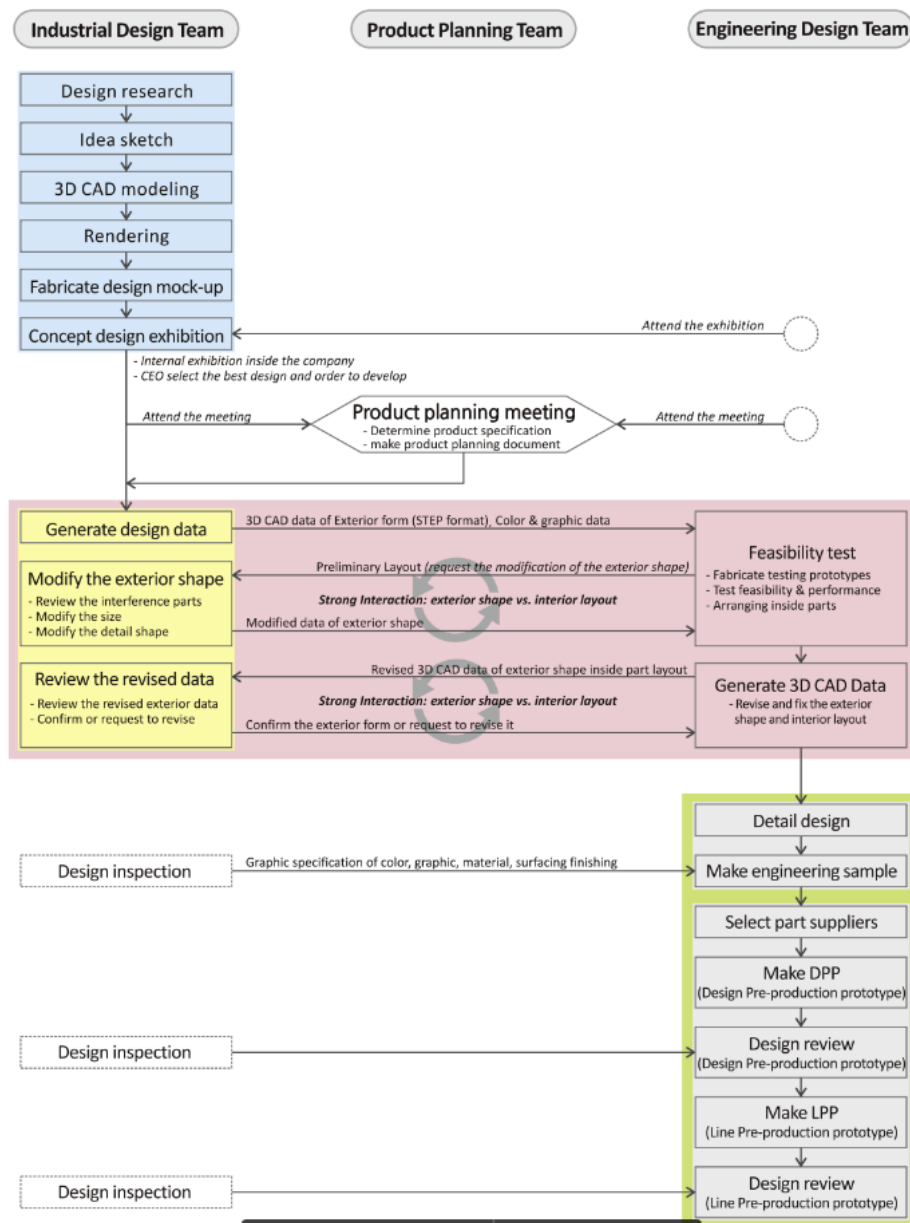 Industrial Design Team
Product Planning Team
Engineering Design Team
Design research
Idea sketch
3D CAD modeling
Rendering
Fabricate design mock-up
Concept design exhibition
Attend the exhibition
- Internal exhibition inside the company
- CEO select the best design and order to develop
Attend the meeting
Product planning meeting
- Determine product specification
- make product planning document
Attend the meeting
Generate design data
3D CAD data of Exterior form (STEP format), Color & graphic data
Feasibility test
- Fabricate testing prototypes
- Test feasibility & performance
- Arranging inside parts
Preliminary Layout (request the modification of the exterior shape)
Modify the exterior shape
- Review the interference parts
- Modify the size
- Modify the detail shape
Strong Interaction: exterior shape vs. interior layout
Modified data of exterior shape
Revised 3D CAD data of exterior shape inside part layout
Review the revised data
- Review the revised exterior data
- Confirm or request to revise
Strong Interaction: exterior shape vs. interior layout
Confirm the exterior form or request to revise it
Generate 3D CAD Data
- Revise and fix the exterior
shape and interior layout
Detail design
Design inspection
Graphic specification of color, graphic, material, surfacing finishing
Make engineering sample
Select part suppliers
Make DPP
(Design Pre-production prototype)
Design inspection
Design review
(Design Pre-production prototype)
Make LPP
(Line Pre-production prototype)
Design inspection
Design review
(Line Pre-production prototype)